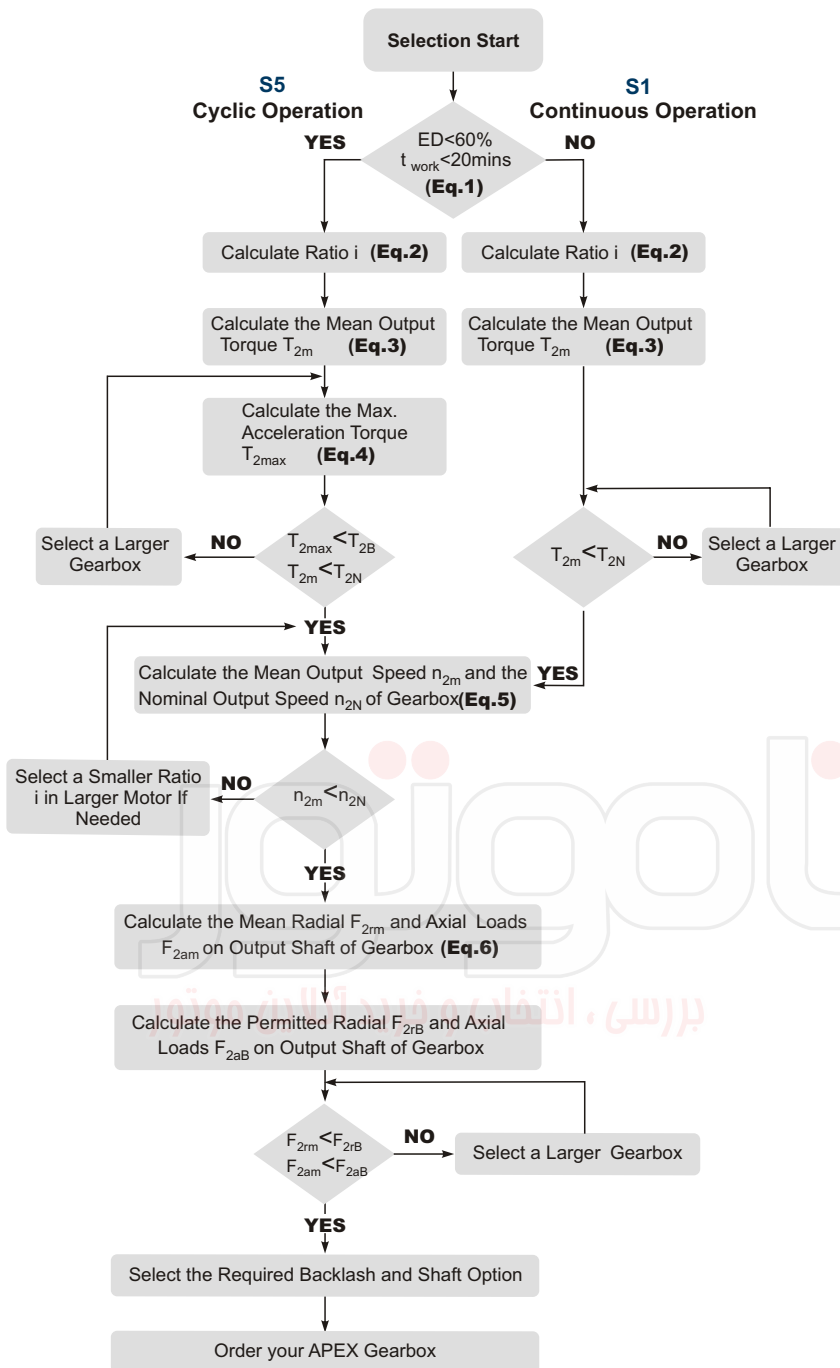 Selection Start
S5
Cyclic Operation
S1
Continuous Operation
ED<60%
t work<20mins
(Eq.1)
YES
NO
Calculate Ratio i (Eq.2)
Calculate Ratio i (Eq.2)
Calculate the Mean Output
Torque T2m (Eq.3)
Calculate the Mean Output
Torque T2m (Eq.3)
Calculate the Max.
Acceleration Torque
T2max (Eq.4)
Select a Larger
Gearbox
NO
T2max<T2B
T2m<T2N
T2m<T2N
NO
Select a Larger
Gearbox
YES
Calculate the Mean Output Speed n2m and the
Nominal Output Speed n2N of Gearbox(Eq.5)
YES
Select a Smaller Ratio
i in Larger Motor If
Needed
NO
n2m<n2N
YES
Calculate the Mean Radial F2rm and Axial Loads
F2am on Output Shaft of Gearbox (Eq.6)
بررسی ، انتخاب و خرید آنلاین موتور
Calculate the Permitted Radial F2rB and Axial
Loads F2aB on Output Shaft of Gearbox
F2rm<F2rB
F2am<F2aB
NO
Select a Larger Gearbox
YES
Select the Required Backlash and Shaft Option
Order your APEX Gearbox